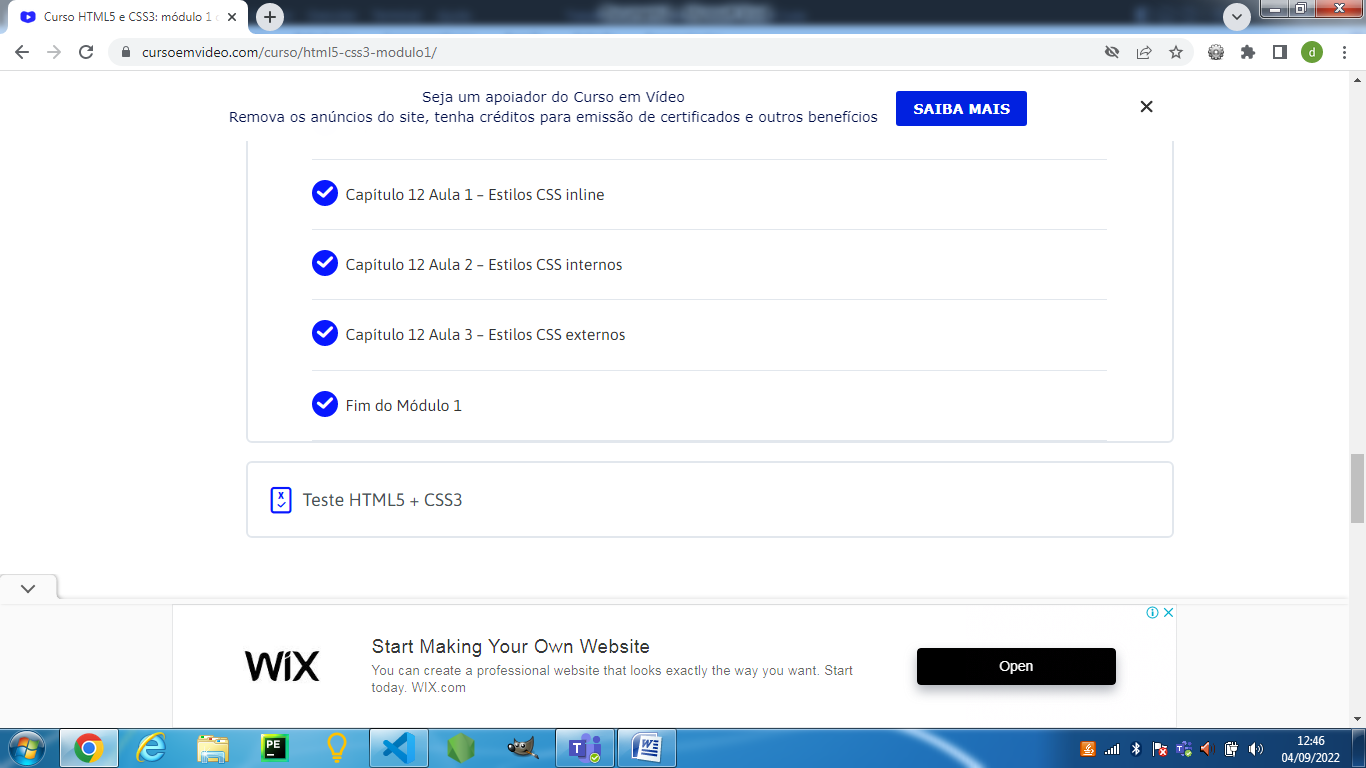 Curso HTML5 e CSS3: módulo 1
cursoemvideo.com/curso/html5-css3-modulo1/
d
Seja um apoiador do Curso em Vídeo
Remova os anúncios do site, tenha créditos para emissão de certificados e outros benefícios
SAIBA MAIS
Capítulo 12 Aula 1 – Estilos CSS inline
Capítulo 12 Aula 2 – Estilos CSS internos
Capítulo 12 Aula 3 – Estilos CSS externos
Fim do Módulo 1
Teste HTML5 + CSS3
WiX
Start Making Your Own Website
You can create a professional website that looks exactly the way you want. Start
today. WIX.com
Open
PE
12:46
04/09/2022